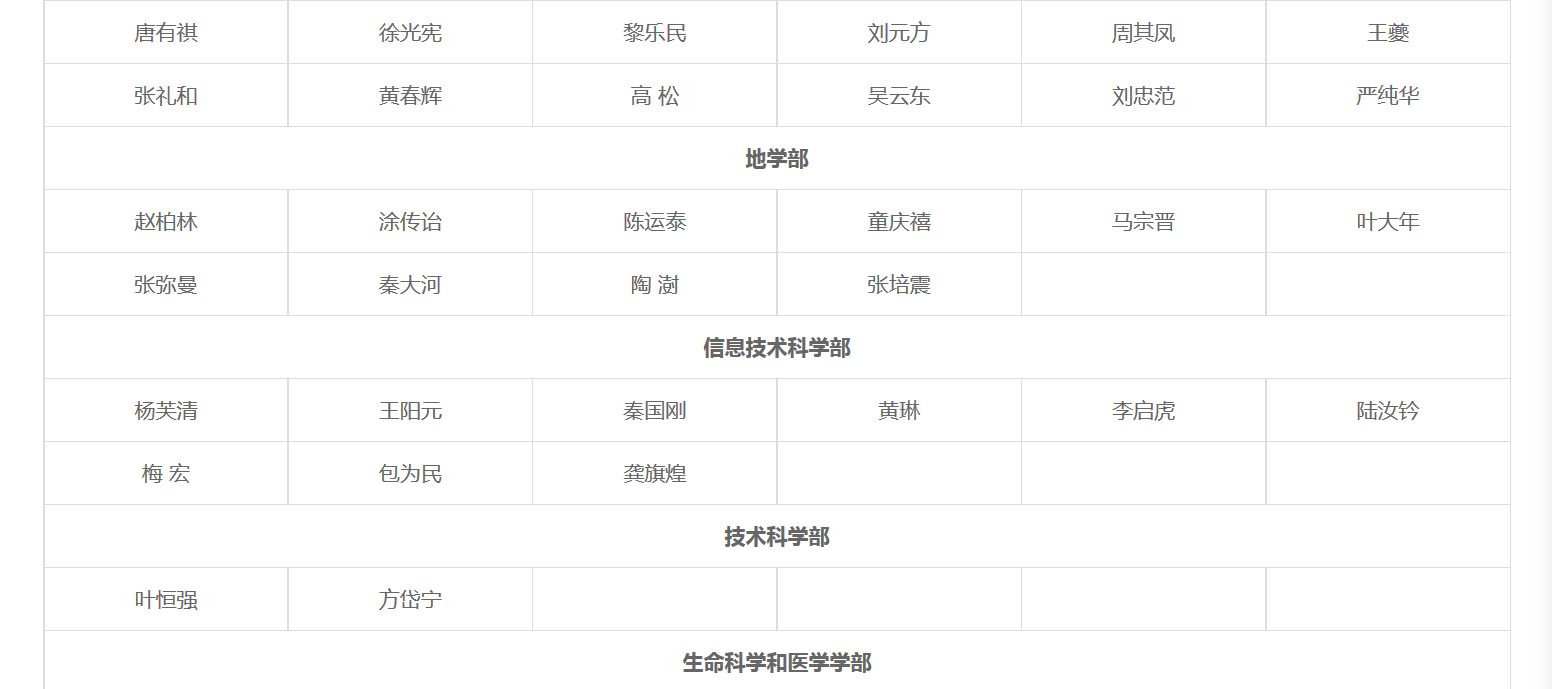 唐有祺 徐光宪 黎乐民 刘元方 周其凤 王夔
张礼和 黄春辉 高 松 吴云东 刘忠范 严纯华
地学部
赵柏林 涂传诒 陈运泰 童庆禧 马宗晋 叶大年
张弥曼 秦大河 陶 澍 张培震
信息技术科学部
杨芙清 王阳元 秦国刚 黄琳 李启虎 陆汝钤
梅 宏 包为民 龚旗煌
技术科学部
叶恒强 方岱宁
生命科学和医学学部